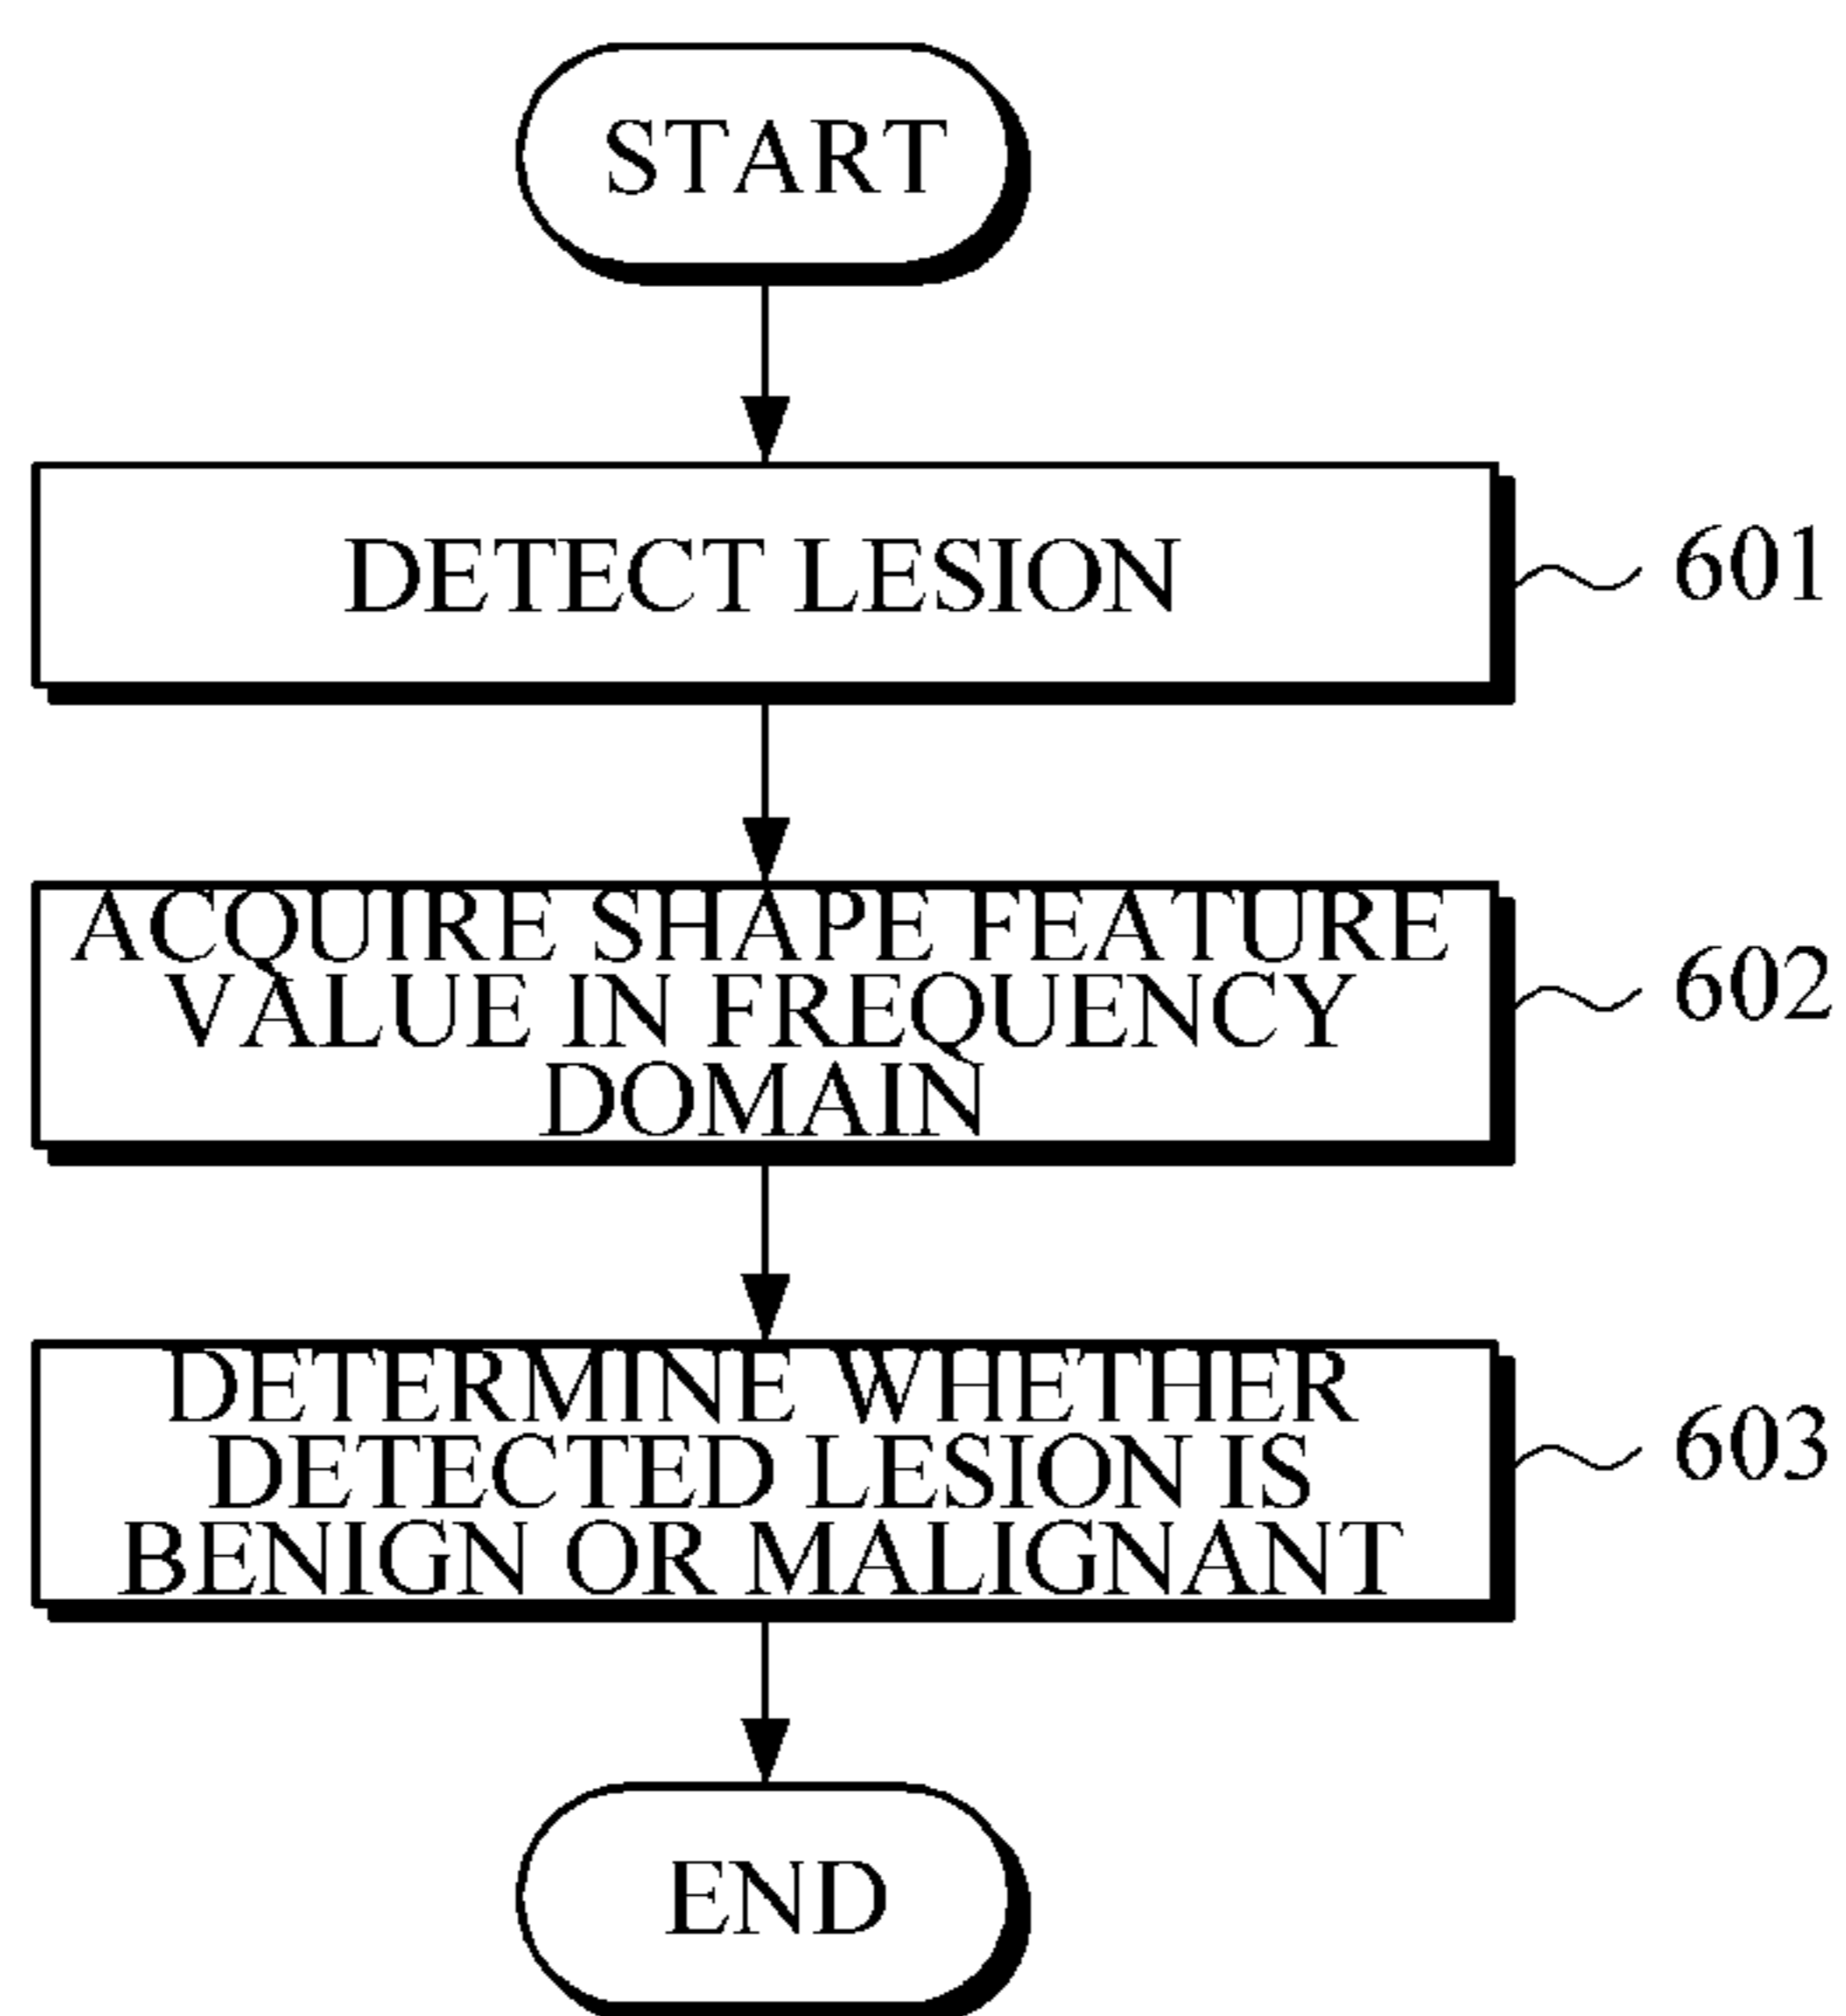 START
DETECT LESION
601
ACQUIRE SHAPE FEATURE
VALUE IN FREQUENCY
DOMAIN
602
DETERMINE WHETHER
DETECTED LESION IS
BENIGN OR MALIGNANT
603
END